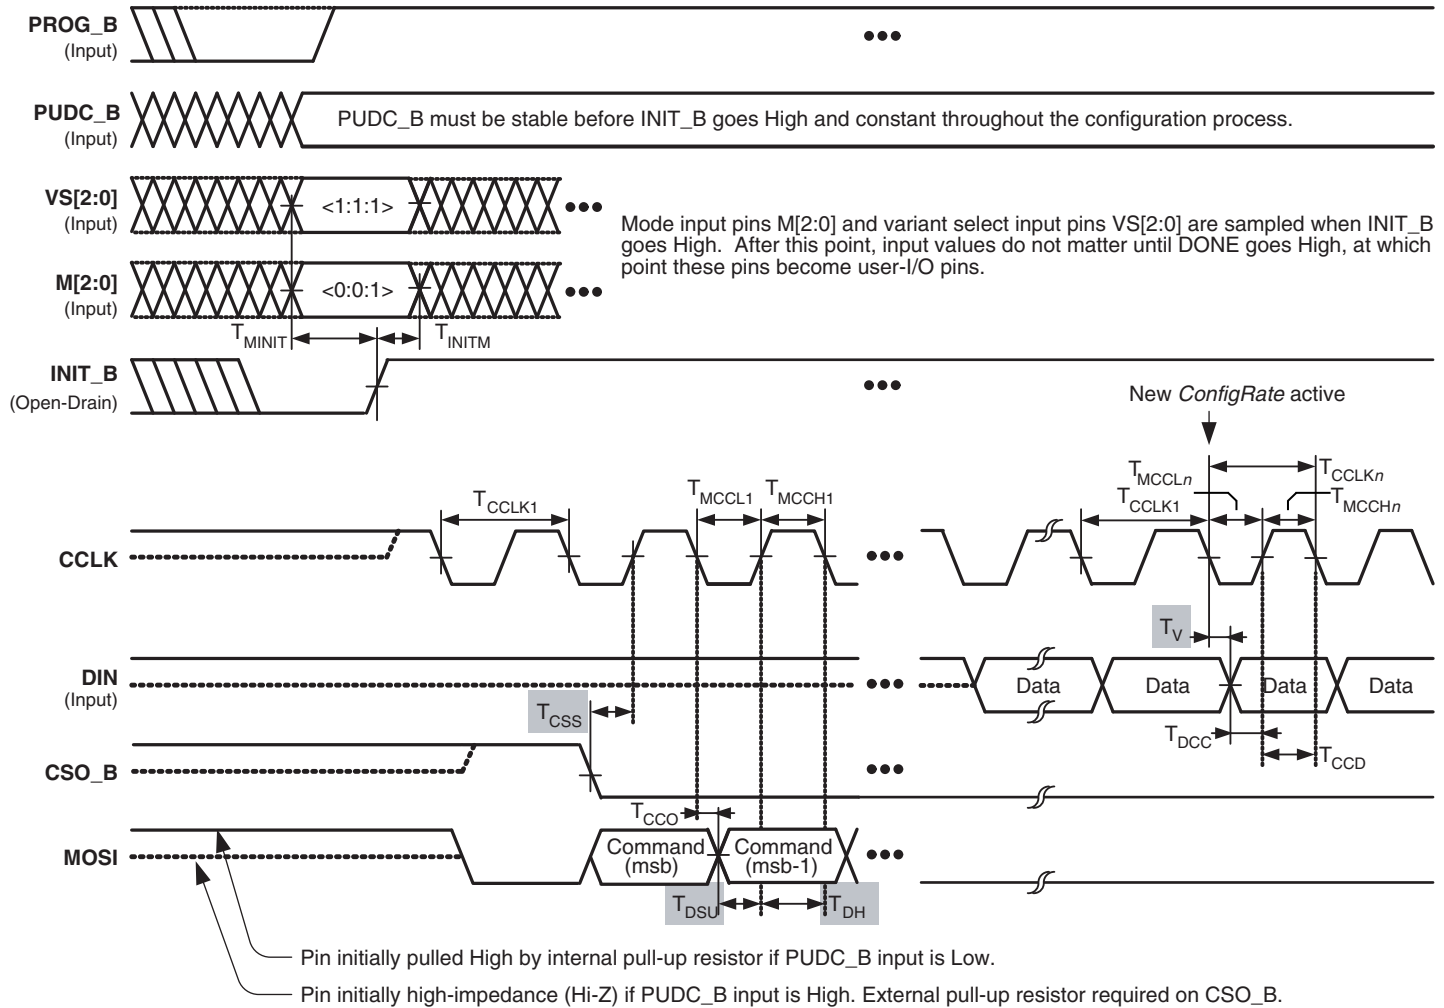 PROG_B
(Input)
PUDC_B
(Input)
PUDC_B must be stable before INIT_B goes High and constant throughout the configuration process.
VS[2:0]
(Input)
<1:1:1>
Mode input pins M[2:0] and variant select input pins VS[2:0] are sampled when INIT_B
goes High. After this point, input values do not matter until DONE goes High, at which
point these pins become user-I/O pins.
M[2:0]
(Input)
<0:0:1>
TMINIT
TINITM
INIT_B
(Open-Drain)
New ConfigRate active
TCCLK1
TMCCL1
TMCCH1
TMCCLn
TCCLK1
TCCLKn
TMCCHn
CCLK
TV
DIN
(Input)
Data
Data
Data
Data
TCSS
TDCC
TCCD
CSO_B
TCCO
MOSI
Command
(msb)
Command
(msb-1)
TDSU
TDH
Pin initially pulled High by internal pull-up resistor if PUDC_B input is Low.
Pin initially high-impedance (Hi-Z) if PUDC_B input is High. External pull-up resistor required on CSO_B.